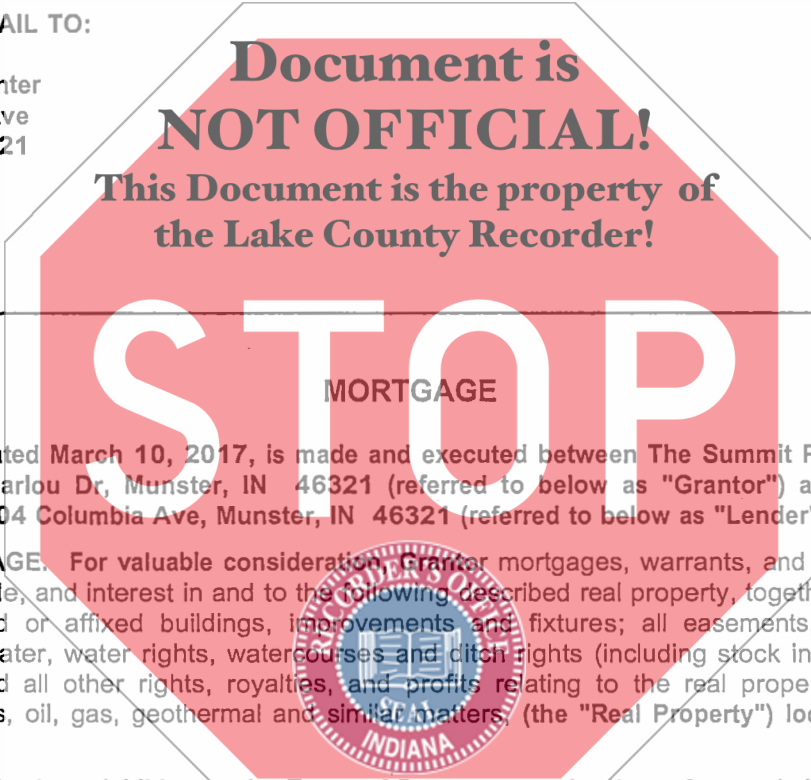 AIL TO:
Document is
NOT OFFICIAL!
nter
ve
21
This Document is the property of
the Lake County Recorder!
STOP
MORTGAGE
ted March 10, 2017, is made and executed between The Summit
arlou Dr, Munster, IN 46321 (referred to below as "Grantor") a
04 Columbia Ave, Munster, IN 46321 (referred to below as "Lender"
AGE. For valuable consideration, Grantor mortgages, warrants, and
e, and interest in and to the following described real property, togeth
d or affixed buildings, improvements and fixtures; all easements
ater, water rights, watercourses and ditch rights (including stock in
d all other rights, royalties, and profits relating to the real prope
s, oil, gas, geothermal and similar matters, (the "Real Property") loc
RECORDER'S OFFICE
SEAL
INDIANA